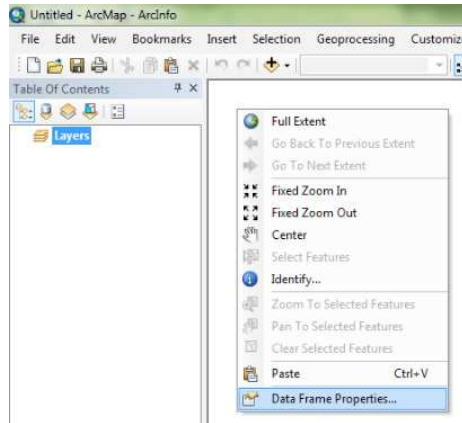 Untitled - ArcMap - ArcInfo
File Edit View Bookmarks Insert Selection Geoprocessing Customiz
Table Of Contents
Layers
Full Extent
Go Back To Previous Extent
Go To Next Extent
Fixed Zoom In
Fixed Zoom Out
Center
Select Features
Identify...
Zoom To Selected Features
Pan To Selected Features
Clear Selected Features
Paste Ctrl+V
Data Frame Properties...